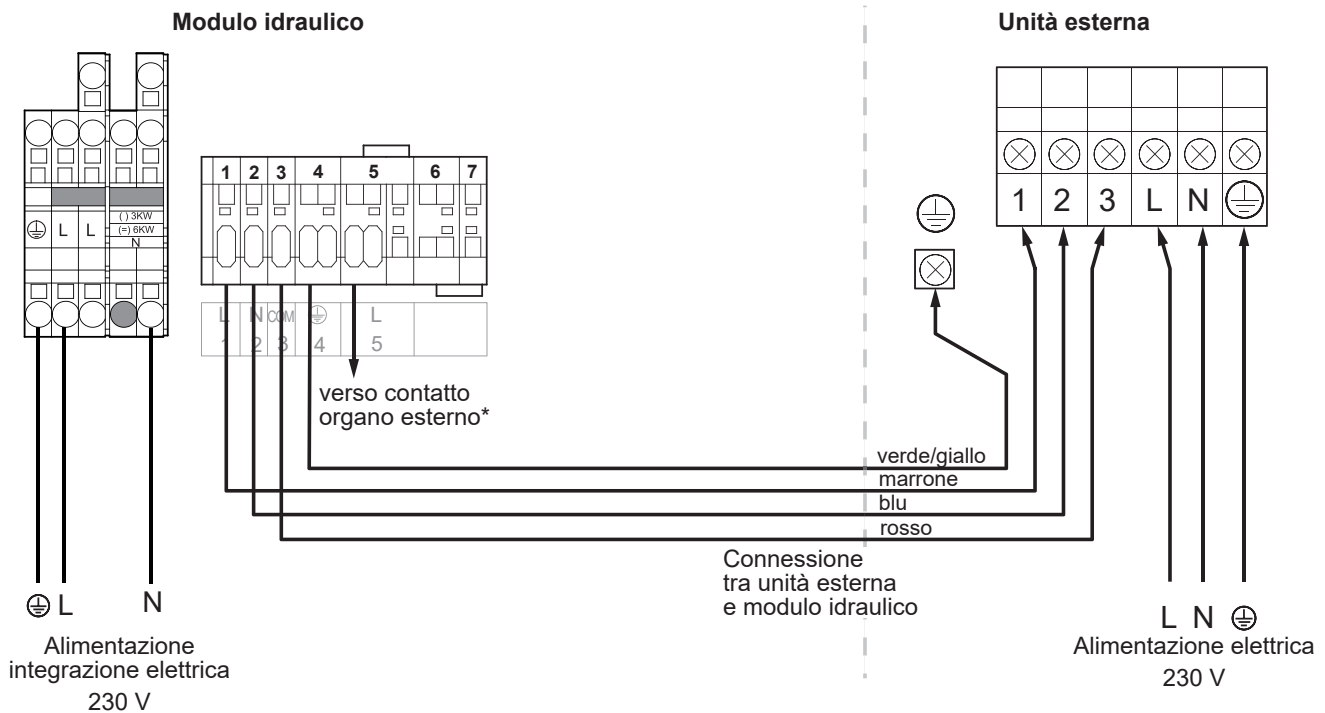 Modulo idraulico
Unità esterna
1 2 3 4 5 6 7
L L
( ) 3KW
(=) 6KW
N
1 2 3 L N
L N COM L
1 2 3 4 5
verso contatto
organo esterno*
verde/giallo
marrone
blu
rosso
Connessione
tra unità esterna
e modulo idraulico
L N
Alimentazione
integrazione elettrica
230 V
L N
Alimentazione elettrica
230 V